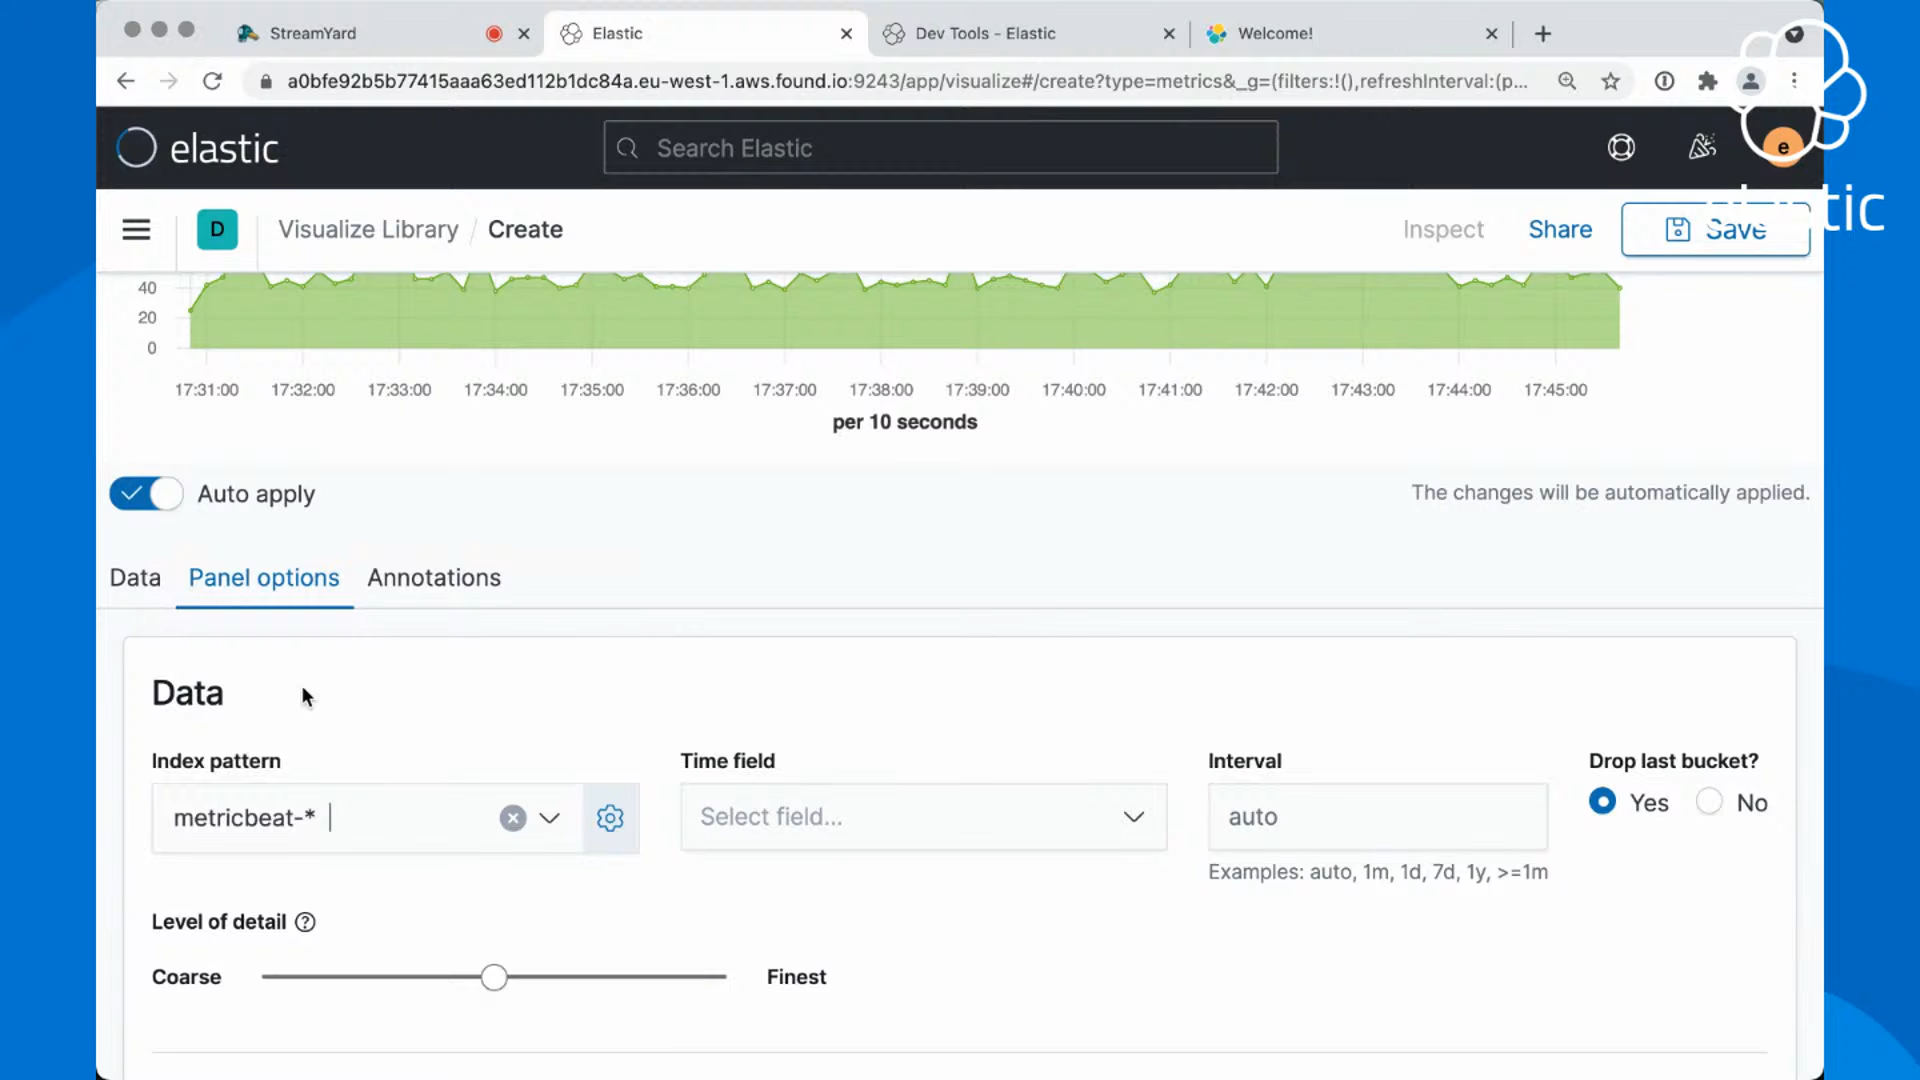 StreamYard
Elastic
Dev Tools - Elastic
Welcome!
a0bfe92b5b77415aaa63ed112b1dc84a.eu-west-1.aws.found.io:9243/app/visualize#/create?type=metrics&_g=(filters:!(),refreshInterval:(p...
elastic
Search Elastic
e
D
Visualize Library / Create
Inspect
Share
Save
tic
40
20
0
17:31:00 17:32:00 17:33:00 17:34:00 17:35:00 17:36:00 17:37:00 17:38:00 17:39:00 17:40:00 17:41:00 17:42:00 17:43:00 17:44:00 17:45:00
per 10 seconds
Auto apply
The changes will be automatically applied.
Data
Panel options
Annotations
Data
Index pattern
Time field
Interval
Drop last bucket?
metricbeat-*
Select field...
auto
Yes
No
Examples: auto, 1m, 1d, 7d, 1y, >=1m
Level of detail
Coarse
Finest